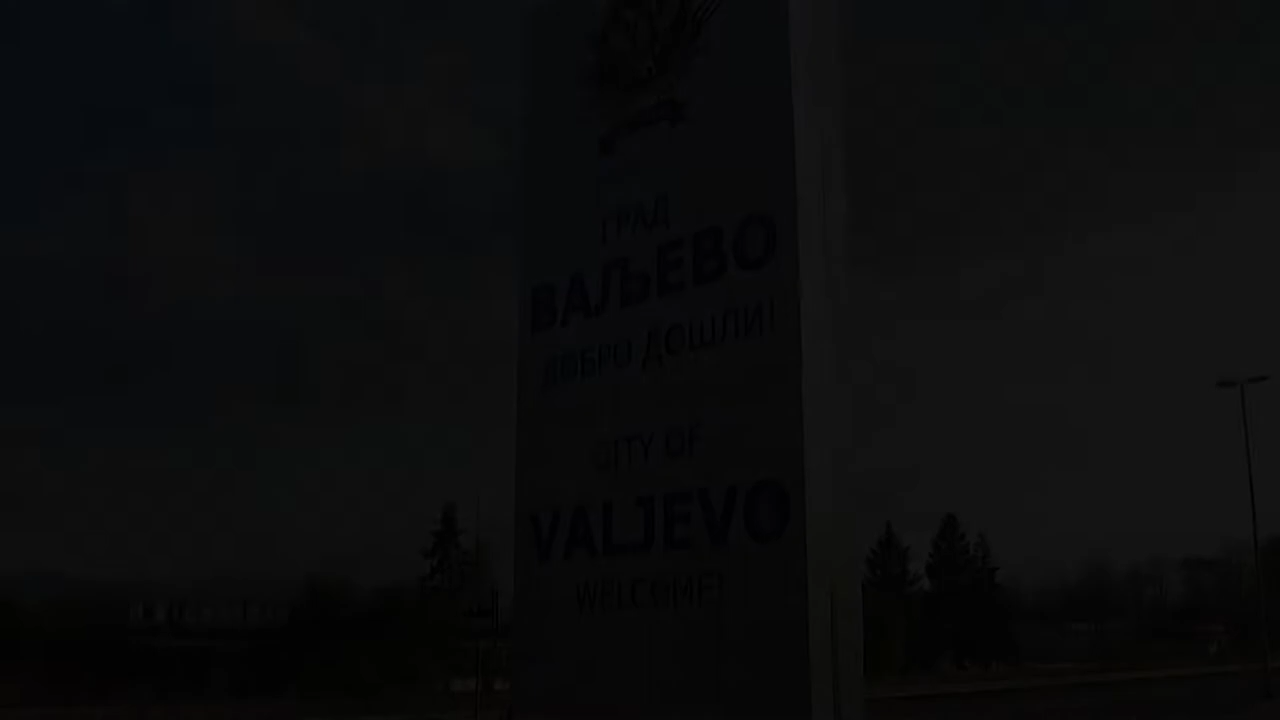 ГРАД
ВАЉЕВО
ДОБРО ДОШЛИ!
CITY OF
VALJEVO
WELCOME!